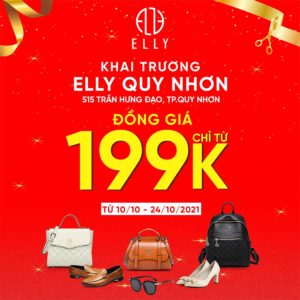 ELLY
KHAI TRƯƠNG
ELLY QUY NHƠN
515 TRẦN HƯNG ĐẠO, TP.QUY NHƠN
ĐỒNG GIÁ
CHỈ TỪ
199K
TỪ 10/10 - 24/10/2021